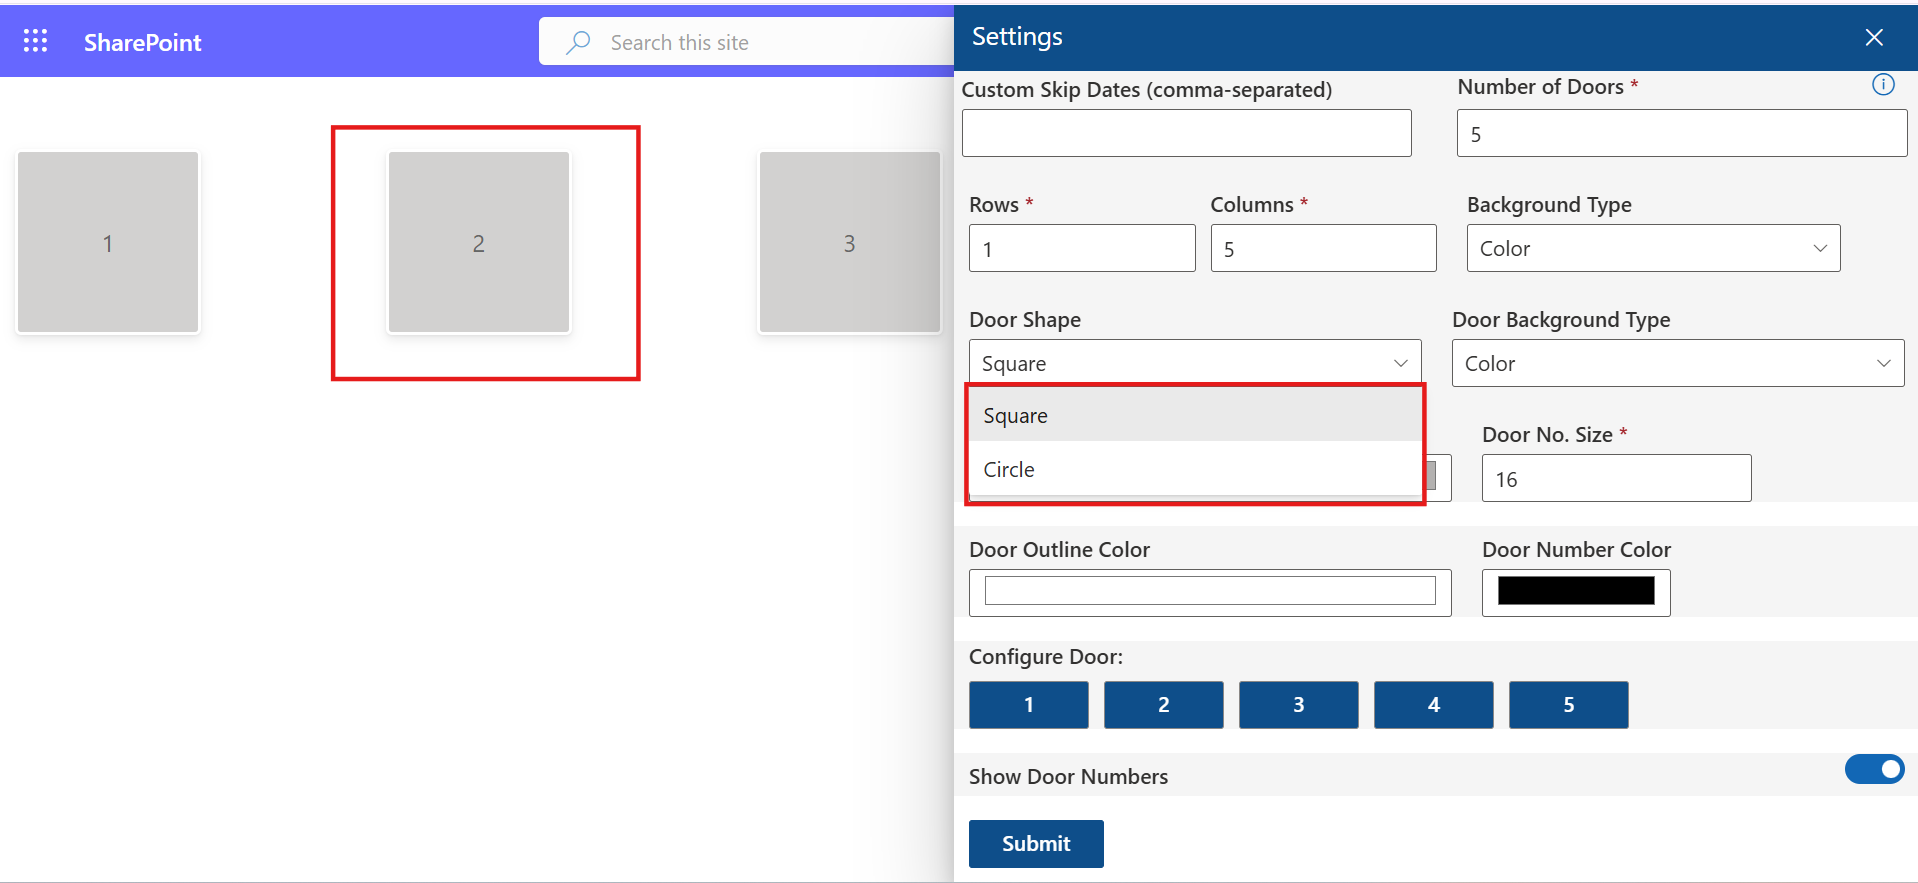 SharePoint
Search this site
1
2
3
Settings
Custom Skip Dates (comma-separated)
Number of Doors *
5
Rows *
Columns *
Background Type
1
5
Color
Door Shape
Door Background Type
Square
Color
Square
Circle
Door No. Size *
16
Door Outline Color
Door Number Color
Configure Door:
1
2
3
4
5
Show Door Numbers
Submit